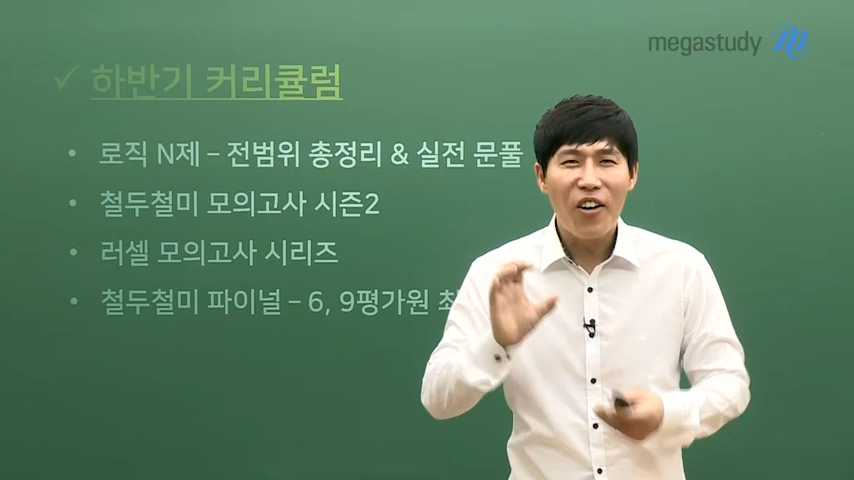 megastudy
✓ 하반기 커리큘럼
• 로직 N제 – 전범위 총정리 & 실전 문풀
• 철두철미 모의고사 시즌2
• 러셀 모의고사 시리즈
• 철두철미 파이널 – 6, 9평가원